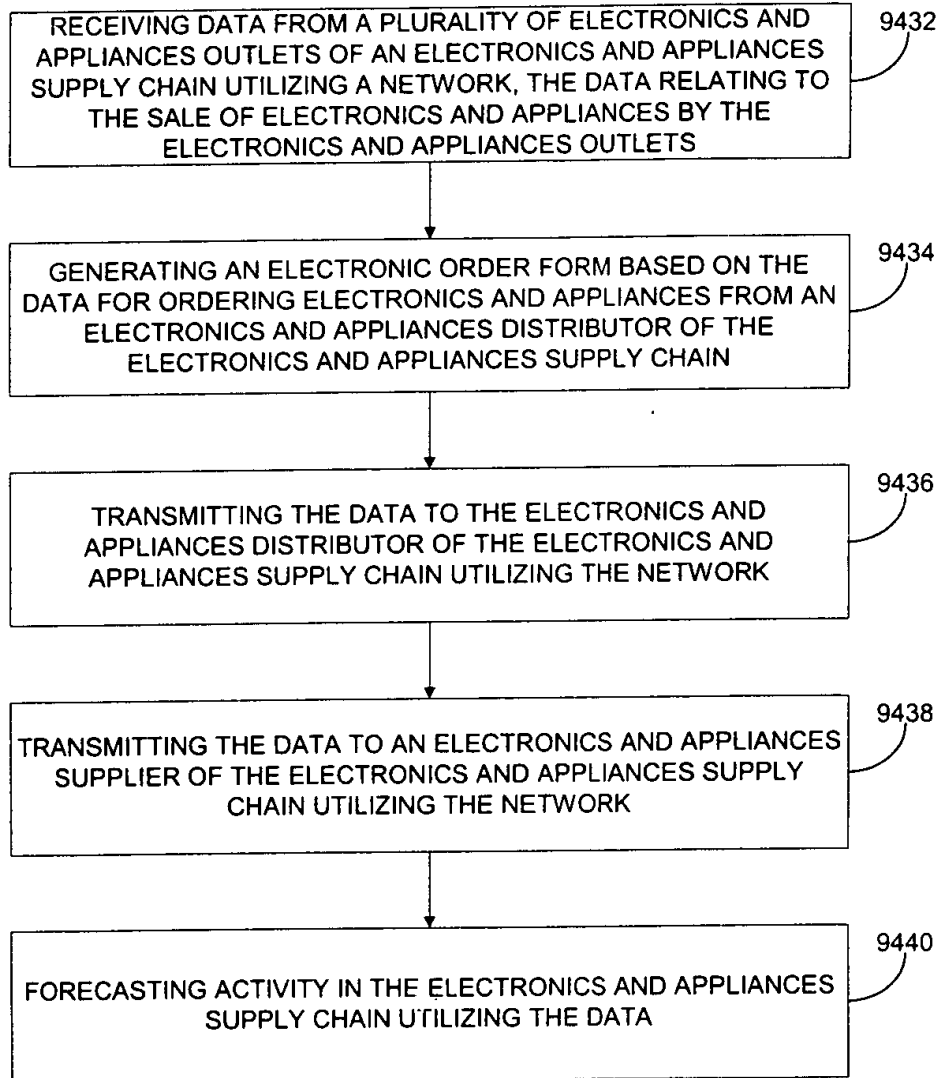 RECEIVING DATA FROM A PLURALITY OF ELECTRONICS AND
APPLIANCES OUTLETS OF AN ELECTRONICS AND APPLIANCES
SUPPLY CHAIN UTILIZING A NETWORK, THE DATA RELATING TO
THE SALE OF ELECTRONICS AND APPLIANCES BY THE
ELECTRONICS AND APPLIANCES OUTLETS
9432
GENERATING AN ELECTRONIC ORDER FORM BASED ON THE
DATA FOR ORDERING ELECTRONICS AND APPLIANCES FROM AN
ELECTRONICS AND APPLIANCES DISTRIBUTOR OF THE
ELECTRONICS AND APPLIANCES SUPPLY CHAIN
9434
TRANSMITTING THE DATA TO THE ELECTRONICS AND
APPLIANCES DISTRIBUTOR OF THE ELECTRONICS AND
APPLIANCES SUPPLY CHAIN UTILIZING THE NETWORK
9436
TRANSMITTING THE DATA TO AN ELECTRONICS AND APPLIANCES
SUPPLIER OF THE ELECTRONICS AND APPLIANCES SUPPLY
CHAIN UTILIZING THE NETWORK
9438
FORECASTING ACTIVITY IN THE ELECTRONICS AND APPLIANCES
SUPPLY CHAIN UTILIZING THE DATA
9440